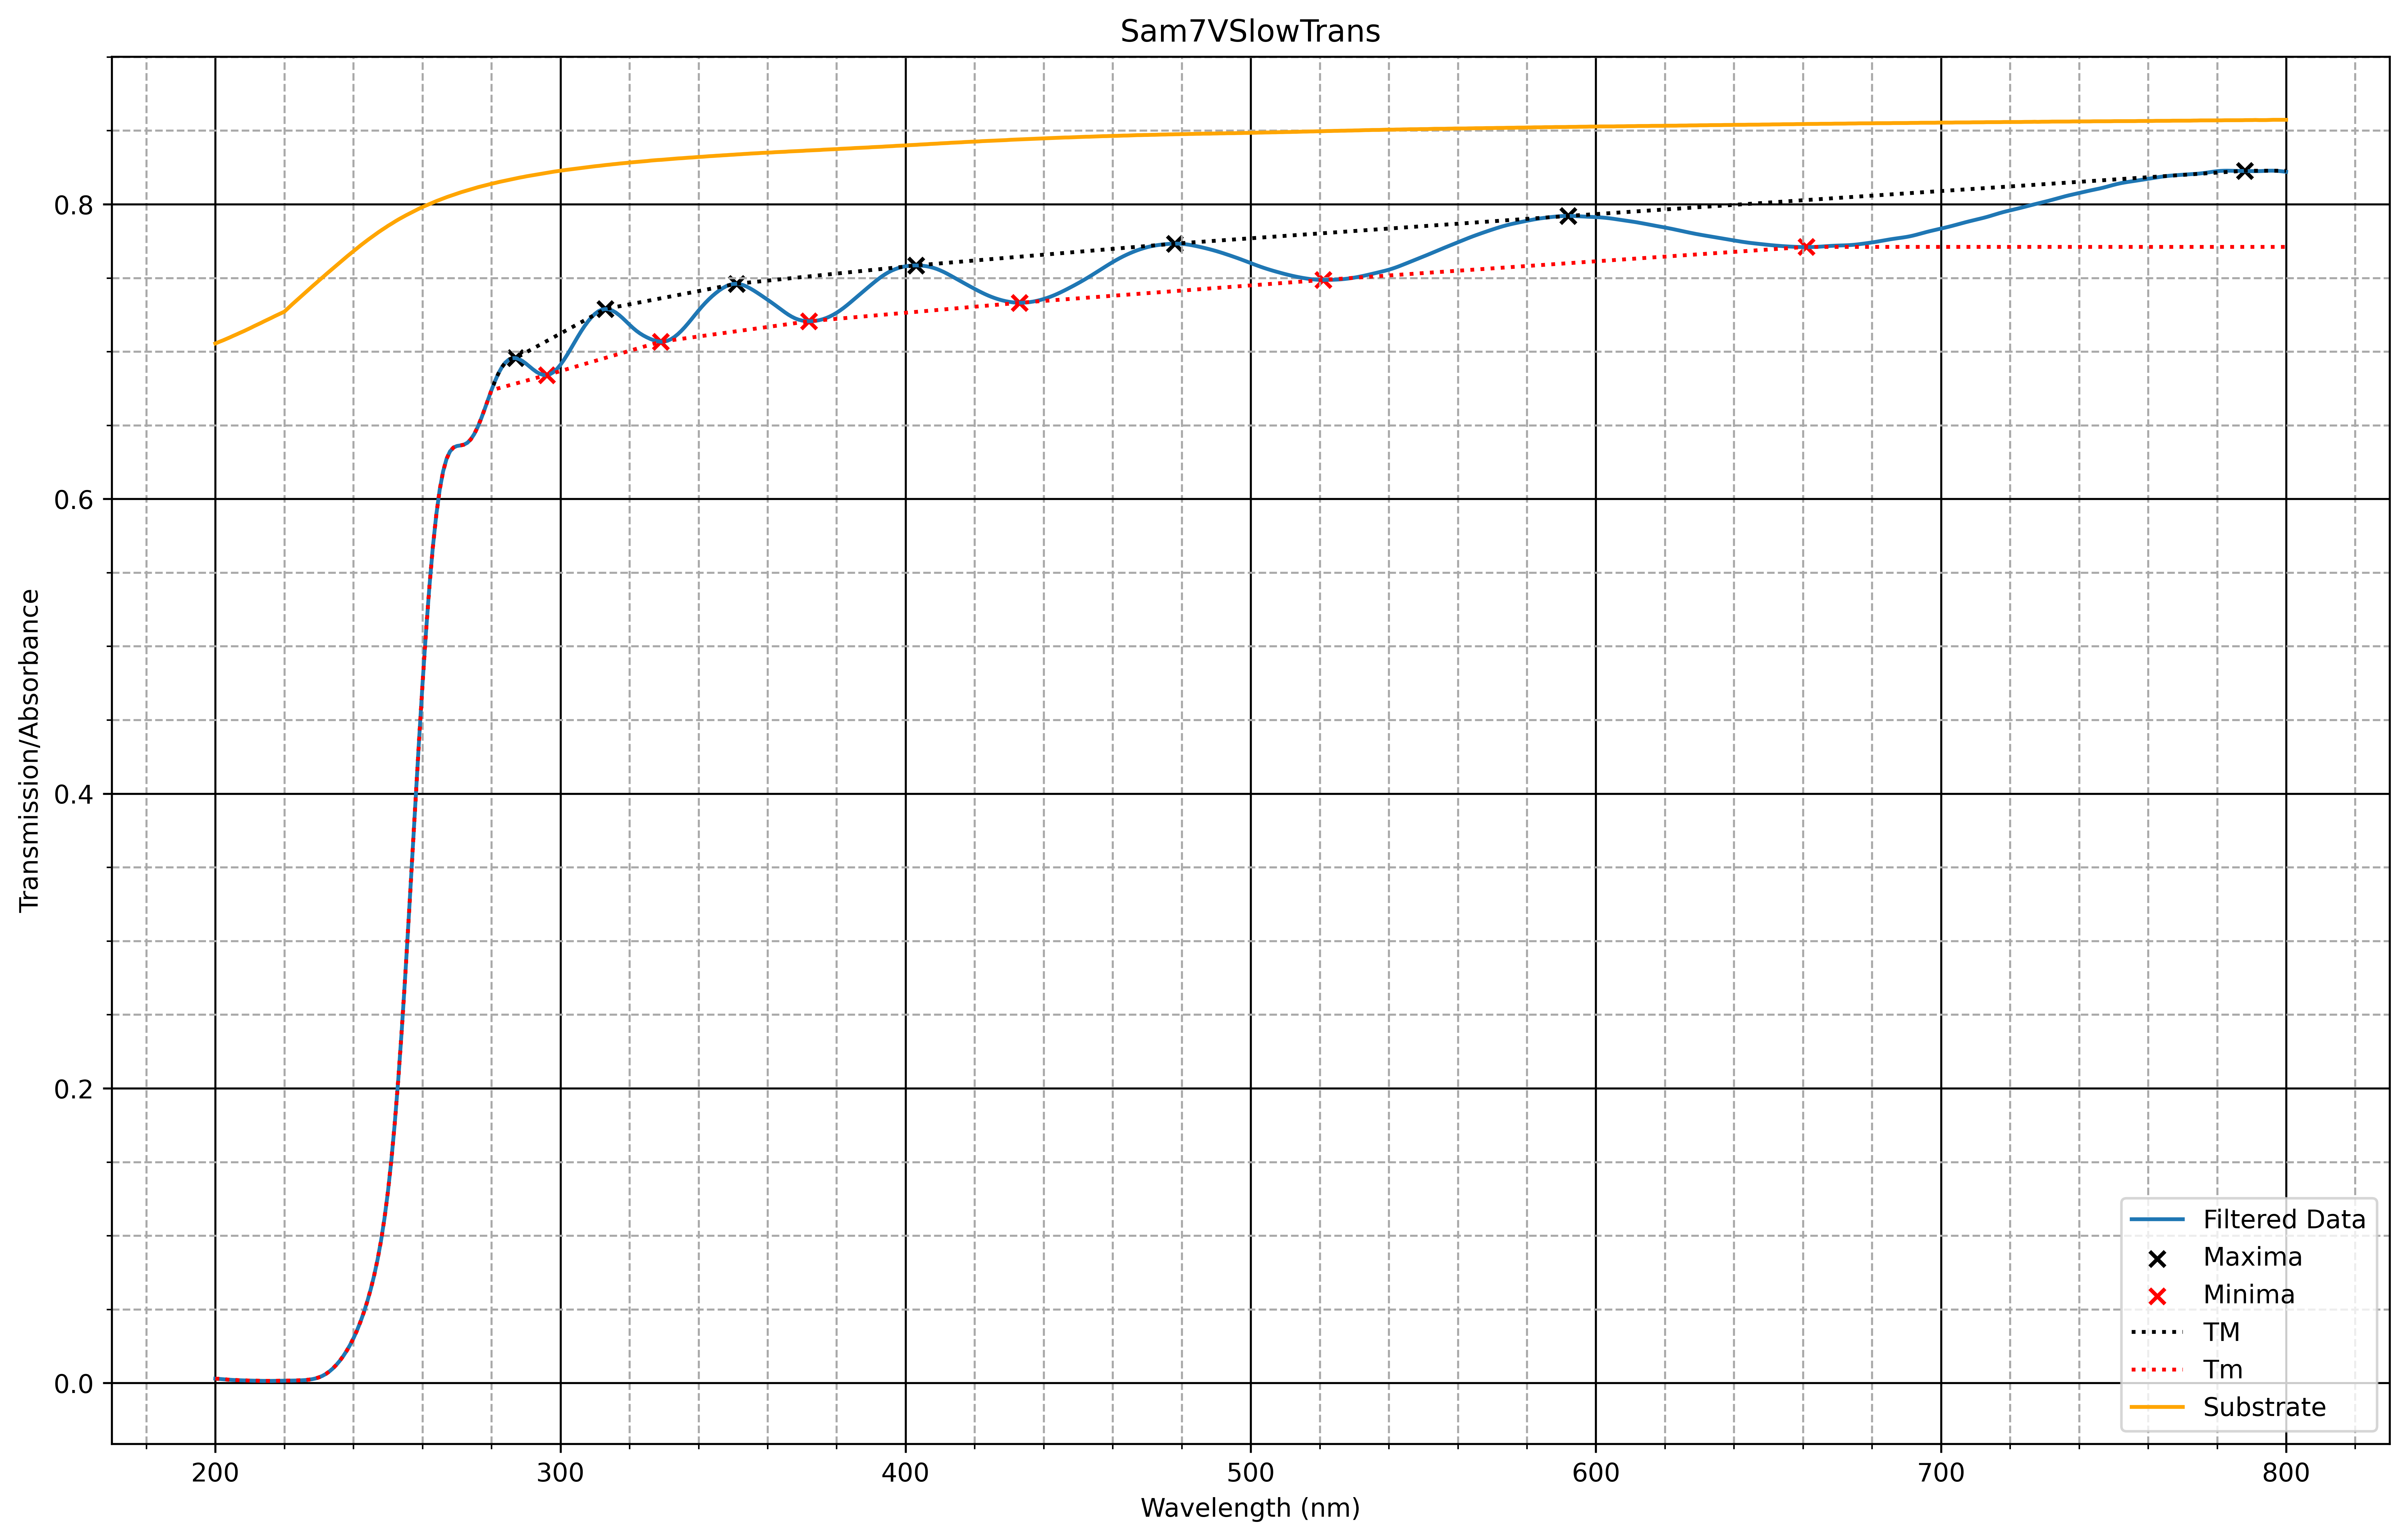 Sam7VSlowTrans
Transmission/Absorbance
0.8
0.6
0.4
0.2
0.0
200 300 400 500 600 700 800
Wavelength (nm)
Filtered Data
Maxima
Minima
TM
Tm
Substrate